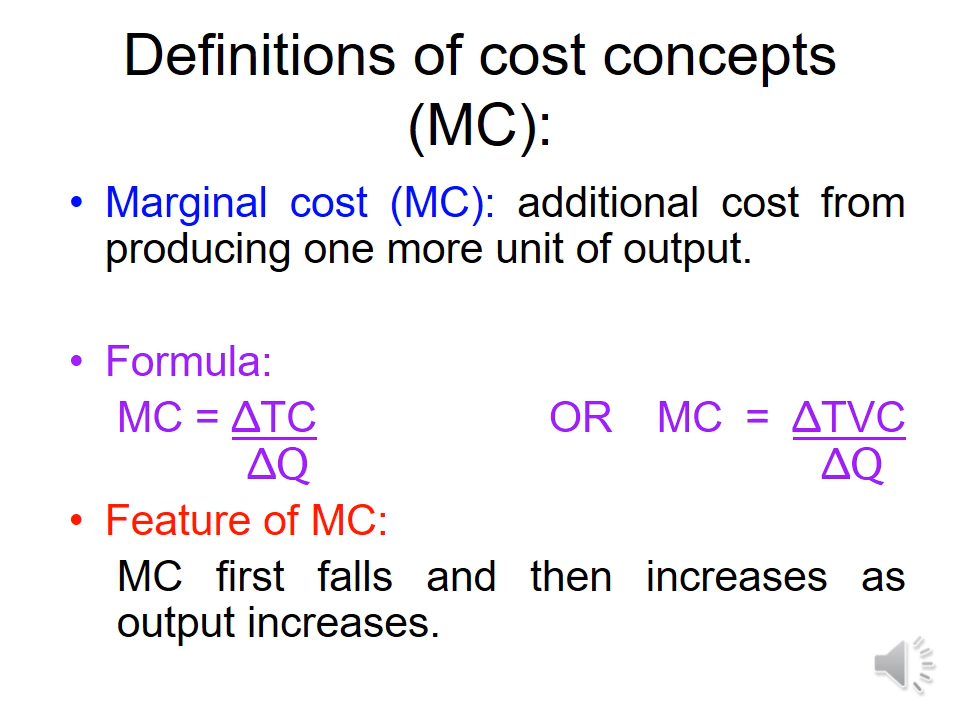 Definitions of cost concepts
(MC):
• Marginal cost (MC): additional cost from
producing one more unit of output.
• Formula:
MC = ΔTC OR MC = ΔTVC
ΔQ ΔQ
• Feature of MC:
MC first falls and then increases as
output increases.